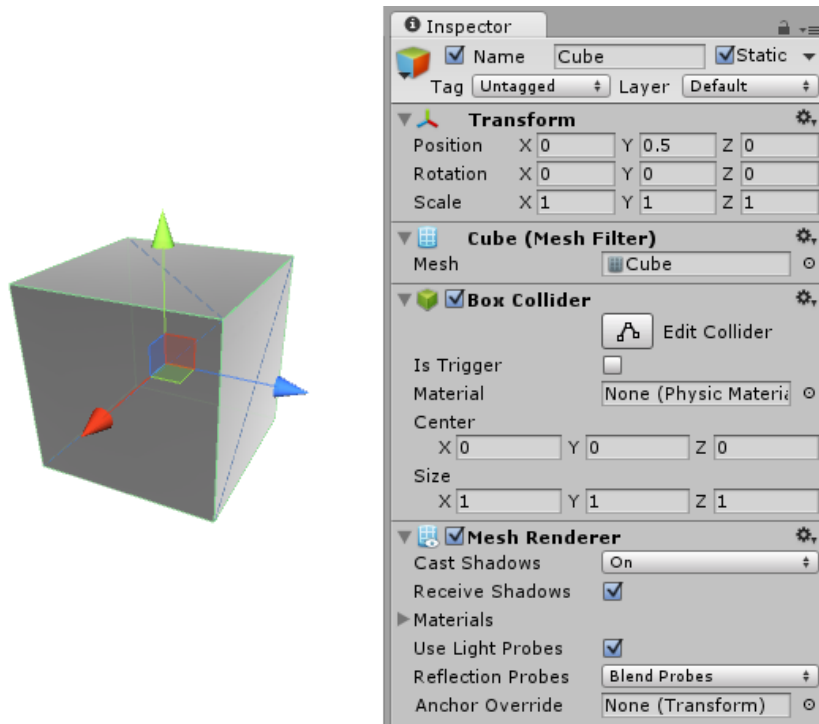 Inspector
Name Cube Static
Tag Untagged Layer Default
Transform
Position X 0 Y 0.5 Z 0
Rotation X 0 Y 0 Z 0
Scale X 1 Y 1 Z 1
Cube (Mesh Filter)
Mesh Cube
Box Collider
Edit Collider
Is Trigger
Material None (Physic Materia
Center
X 0 Y 0 Z 0
Size
X 1 Y 1 Z 1
Mesh Renderer
Cast Shadows On
Receive Shadows
Materials
Use Light Probes
Reflection Probes Blend Probes
Anchor Override None (Transform)